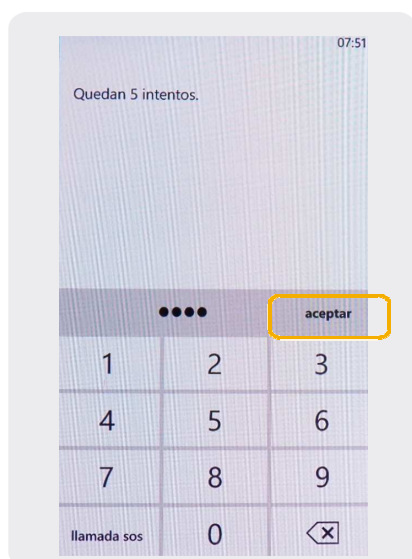 07:51
Quedan 5 intentos.
●●●● aceptar
1 2 3
4 5 6
7 8 9
llamada sos 0